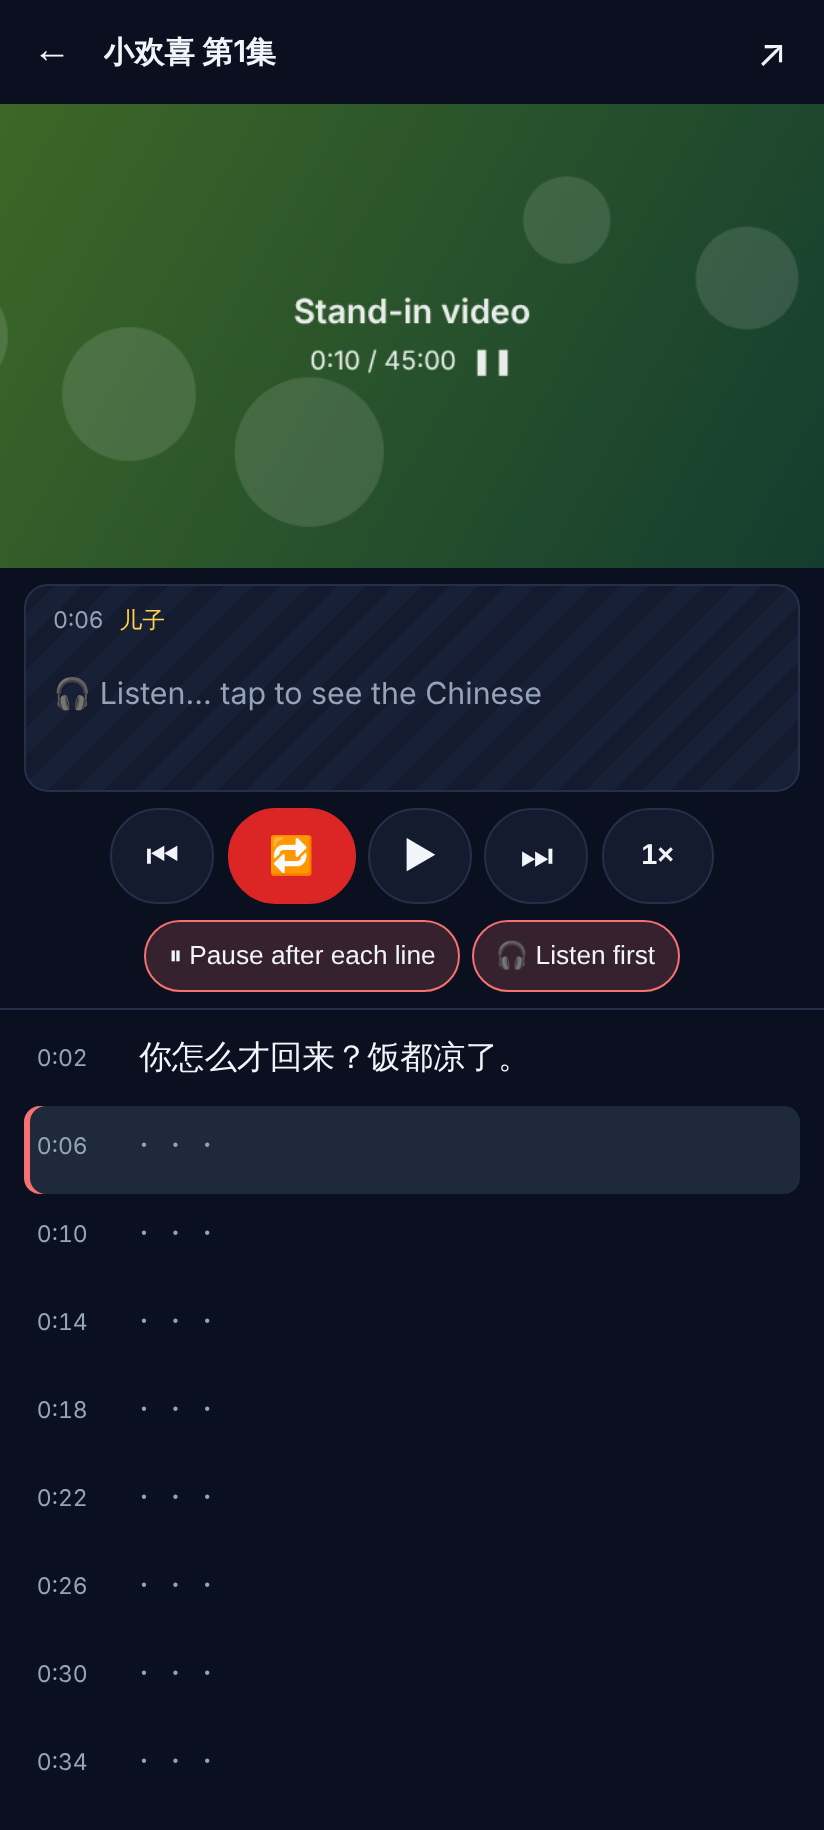 ← 小欢喜 第1集 ↗
Stand-in video
0:10 / 45:00 ❚❚
0:06 儿子
🎧 Listen... tap to see the Chinese
⏮ 🔁 ▶ ⏭ 1×
⏸ Pause after each line 🎧 Listen first
0:02 你怎么才回来？饭都凉了。
0:06 · · ·
0:10 · · ·
0:14 · · ·
0:18 · · ·
0:22 · · ·
0:26 · · ·
0:30 · · ·
0:34 · · ·